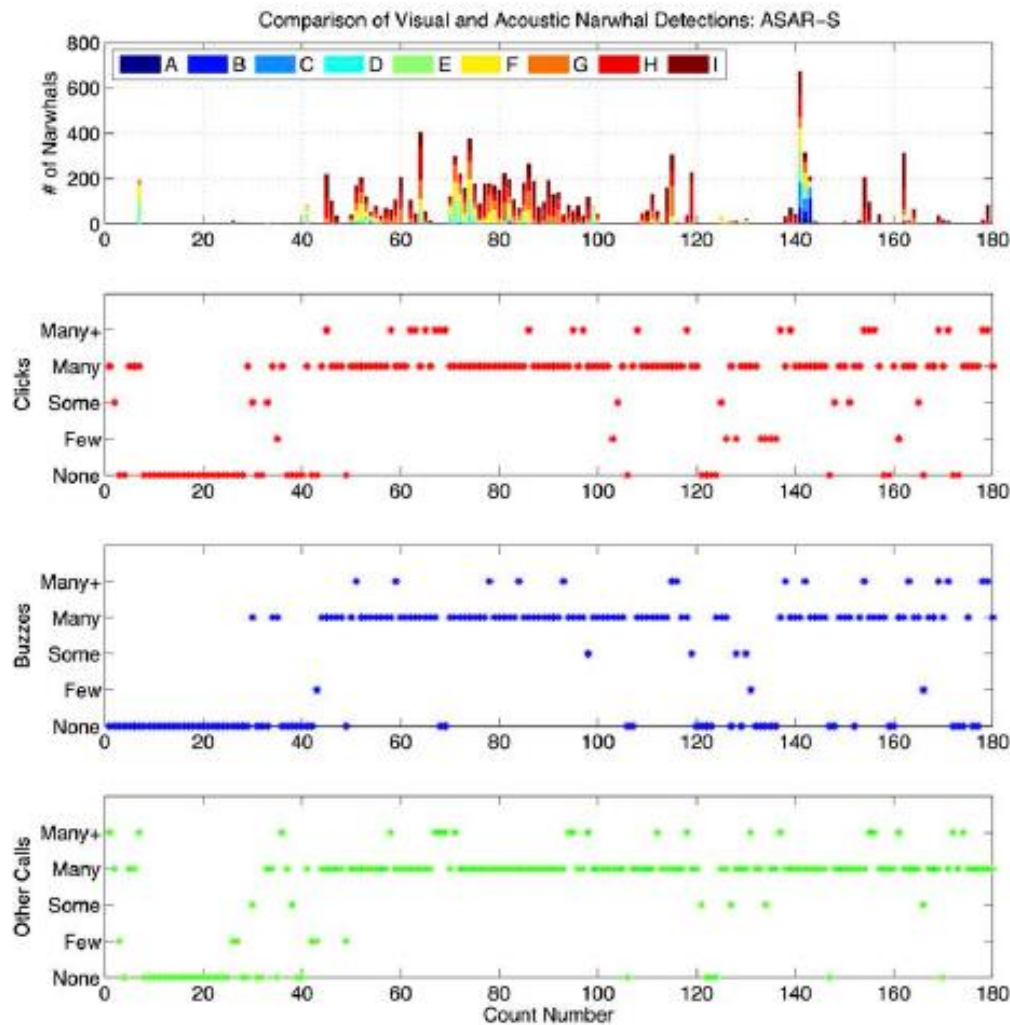 Comparison of Visual and Acoustic Narwhal Detections: ASAR-S
# of Narwhals
800
600
400
200
0
A B C D E F G H I
0 20 40 60 80 100 120 140 160 180
Clicks
Many+
Many
Some
Few
None
0 20 40 60 80 100 120 140 160 180
Buzzes
Many+
Many
Some
Few
None
0 20 40 60 80 100 120 140 160 180
Other Calls
Many+
Many
Some
Few
None
0 20 40 60 80 100 120 140 160 180
Count Number